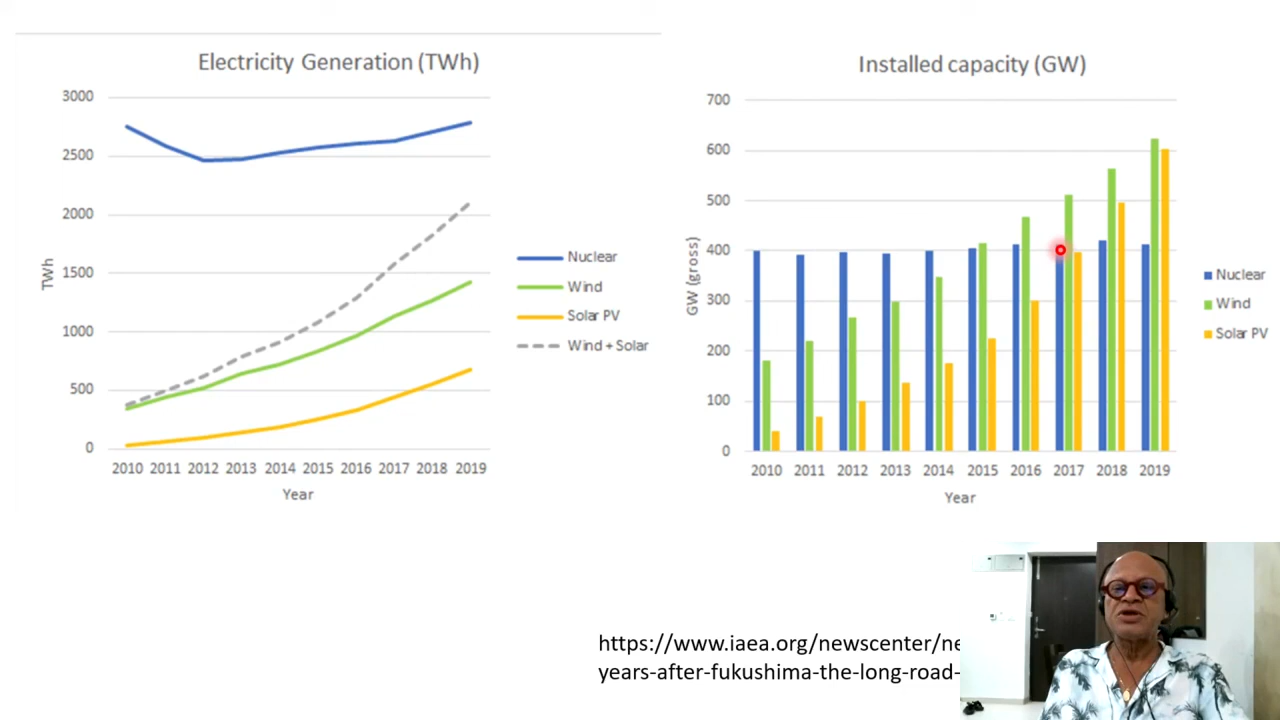 Electricity Generation (TWh)
3000
2500
2000
1500
1000
500
0
TWh
2010 2011 2012 2013 2014 2015 2016 2017 2018 2019
Year
Nuclear
Wind
Solar PV
Wind + Solar
Installed capacity (GW)
700
600
500
400
300
200
100
0
GW (gross)
2010 2011 2012 2013 2014 2015 2016 2017 2018 2019
Year
Nuclear
Wind
Solar PV
https://www.iaea.org/newscenter/ne
years-after-fukushima-the-long-road-